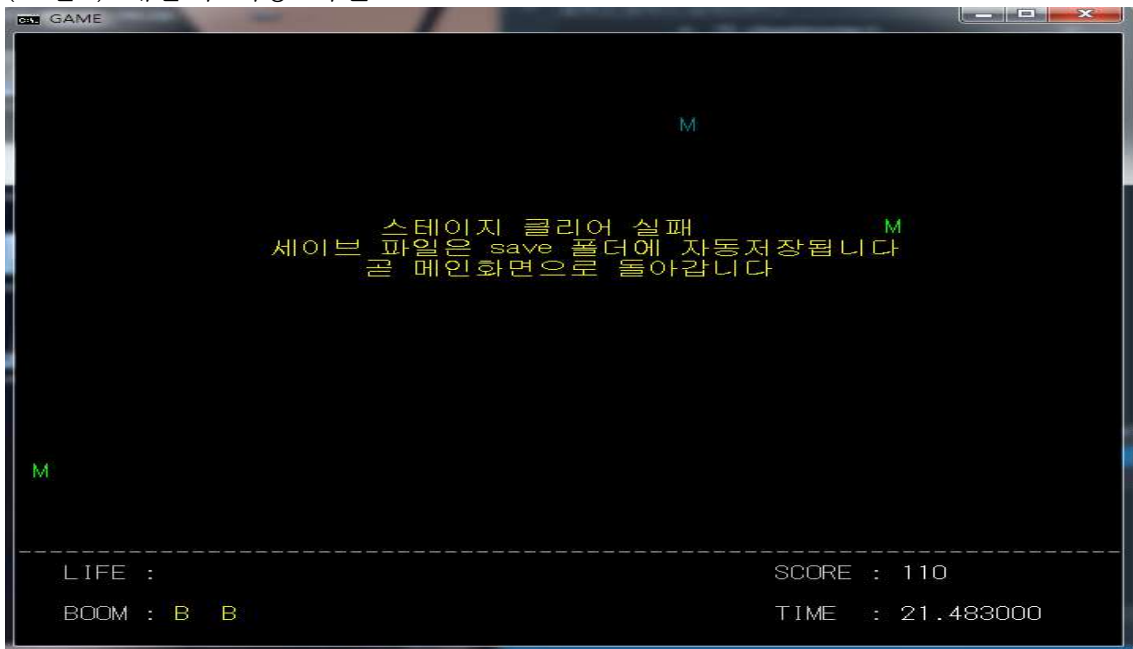 GAME
M
스테이지 클리어 실패 M
세이브 파일은 save 폴더에 자동저장됩니다
곧 메인화면으로 돌아갑니다
M
LIFE : SCORE : 110
BOOM : B B TIME : 21.483000